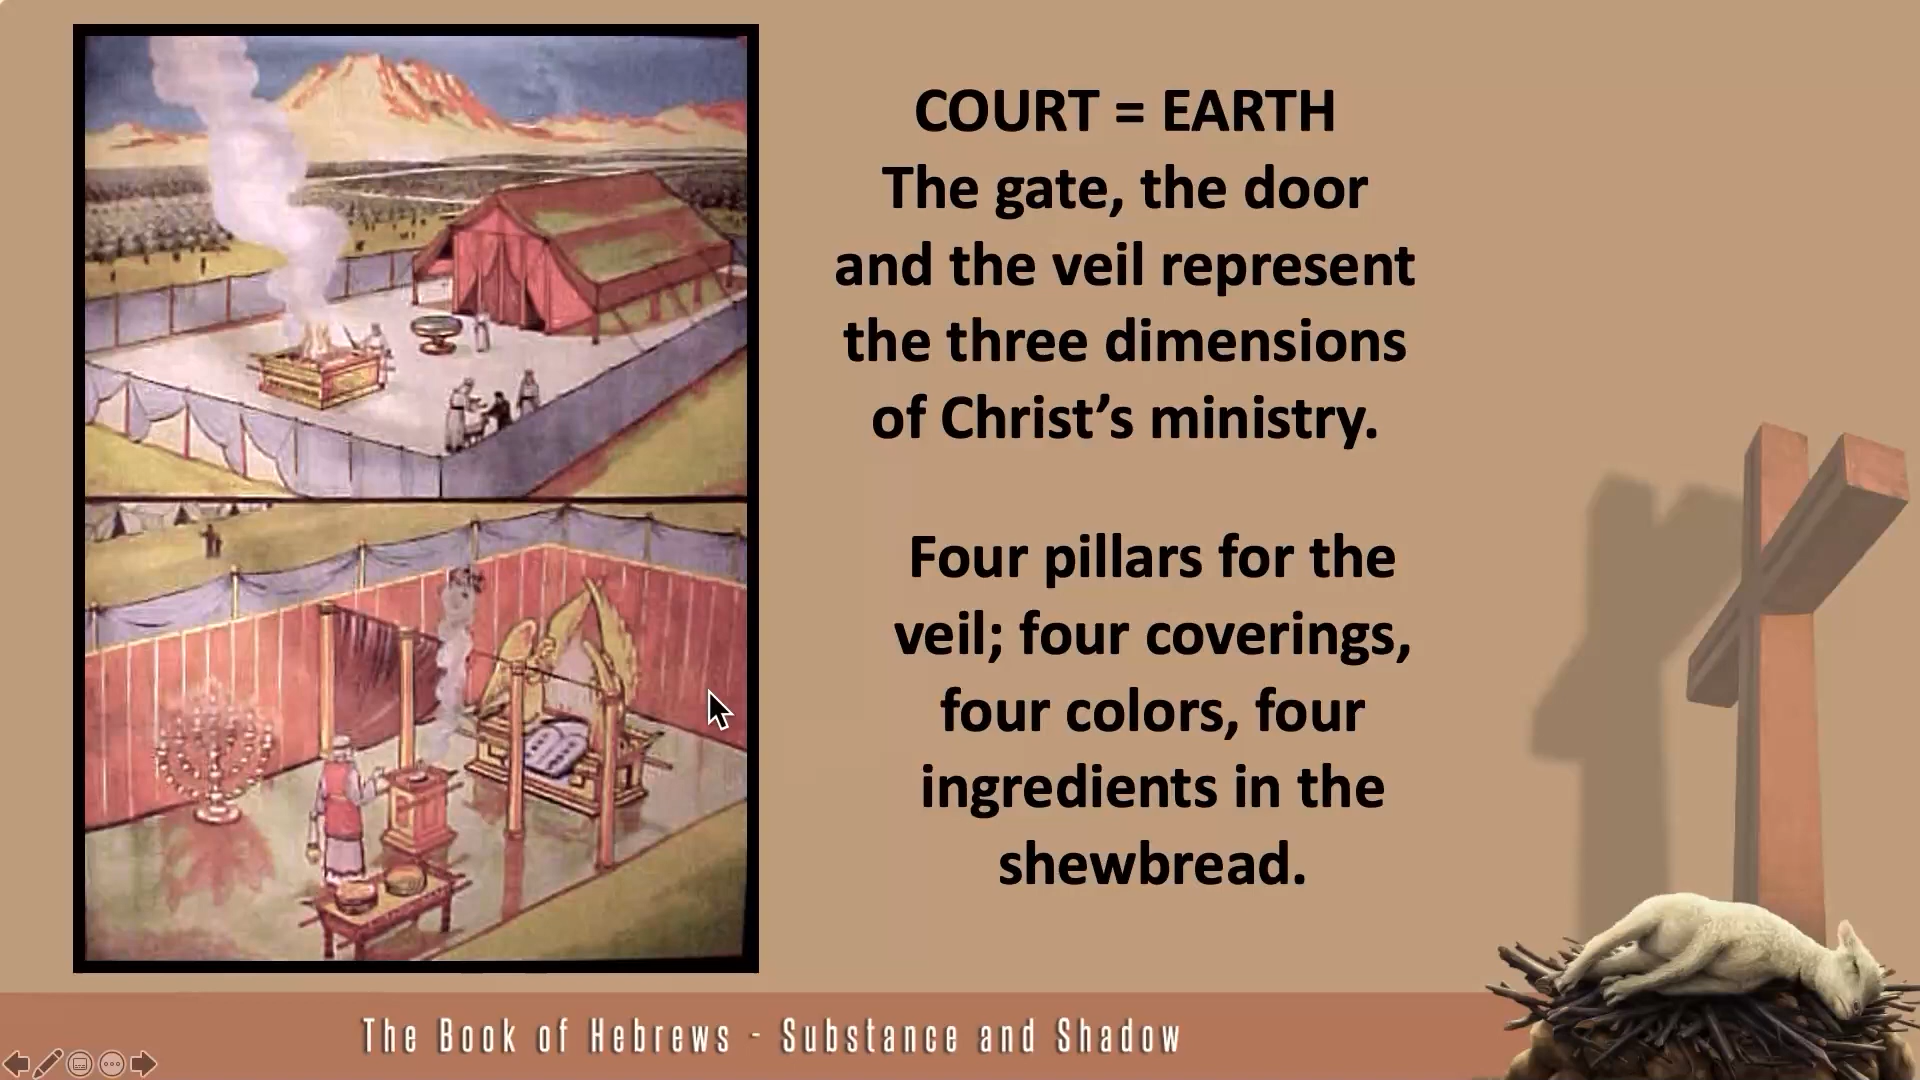 COURT = EARTH
The gate, the door
and the veil represent
the three dimensions
of Christ’s ministry.
Four pillars for the
veil; four coverings,
four colors, four
ingredients in the
shewbread.
The Book of Hebrews - Substance and Shadow